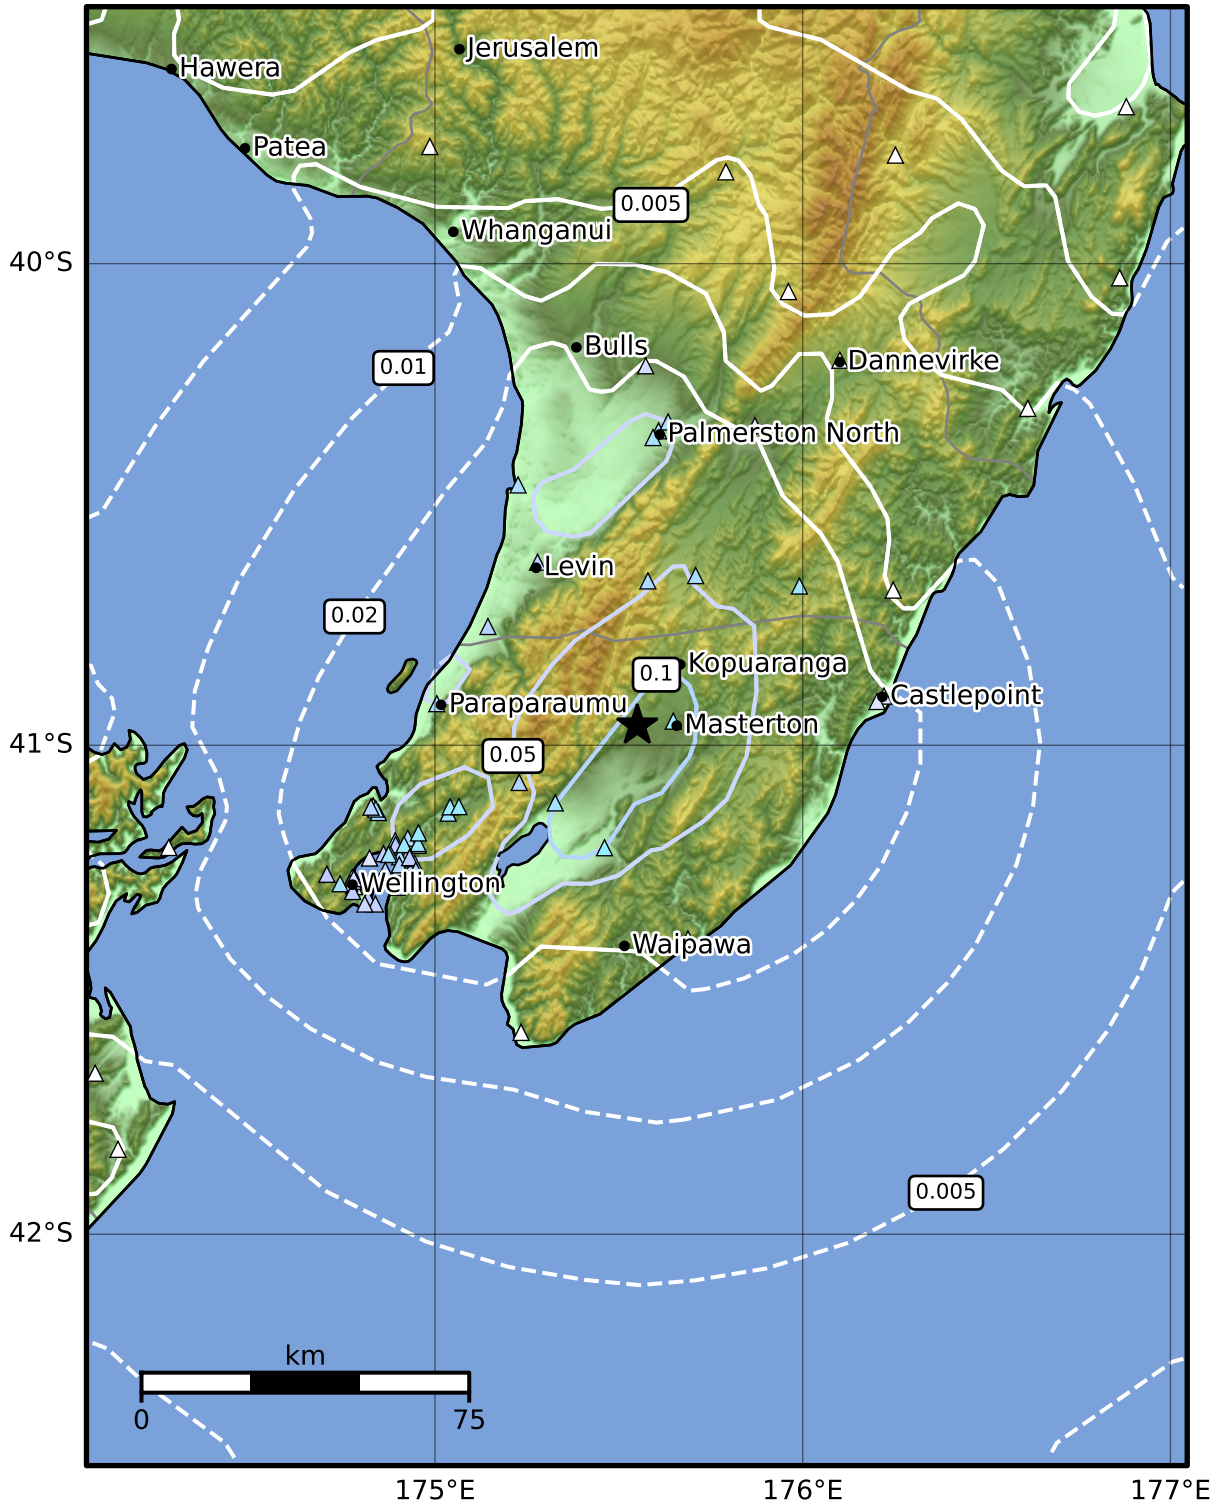 Jerusalem
Hawera
Patea
0.005
Whanganui
40°S
Bulls
Dannevirke
0.01
Palmerston North
Levin
0.02
Kopuaranga
0.1
Castlepoint
Paraparaumu
Masterton
41°S
0.05
Wellington
Waipawa
0.005
42°S
km
0 75
175°E 176°E 177°E